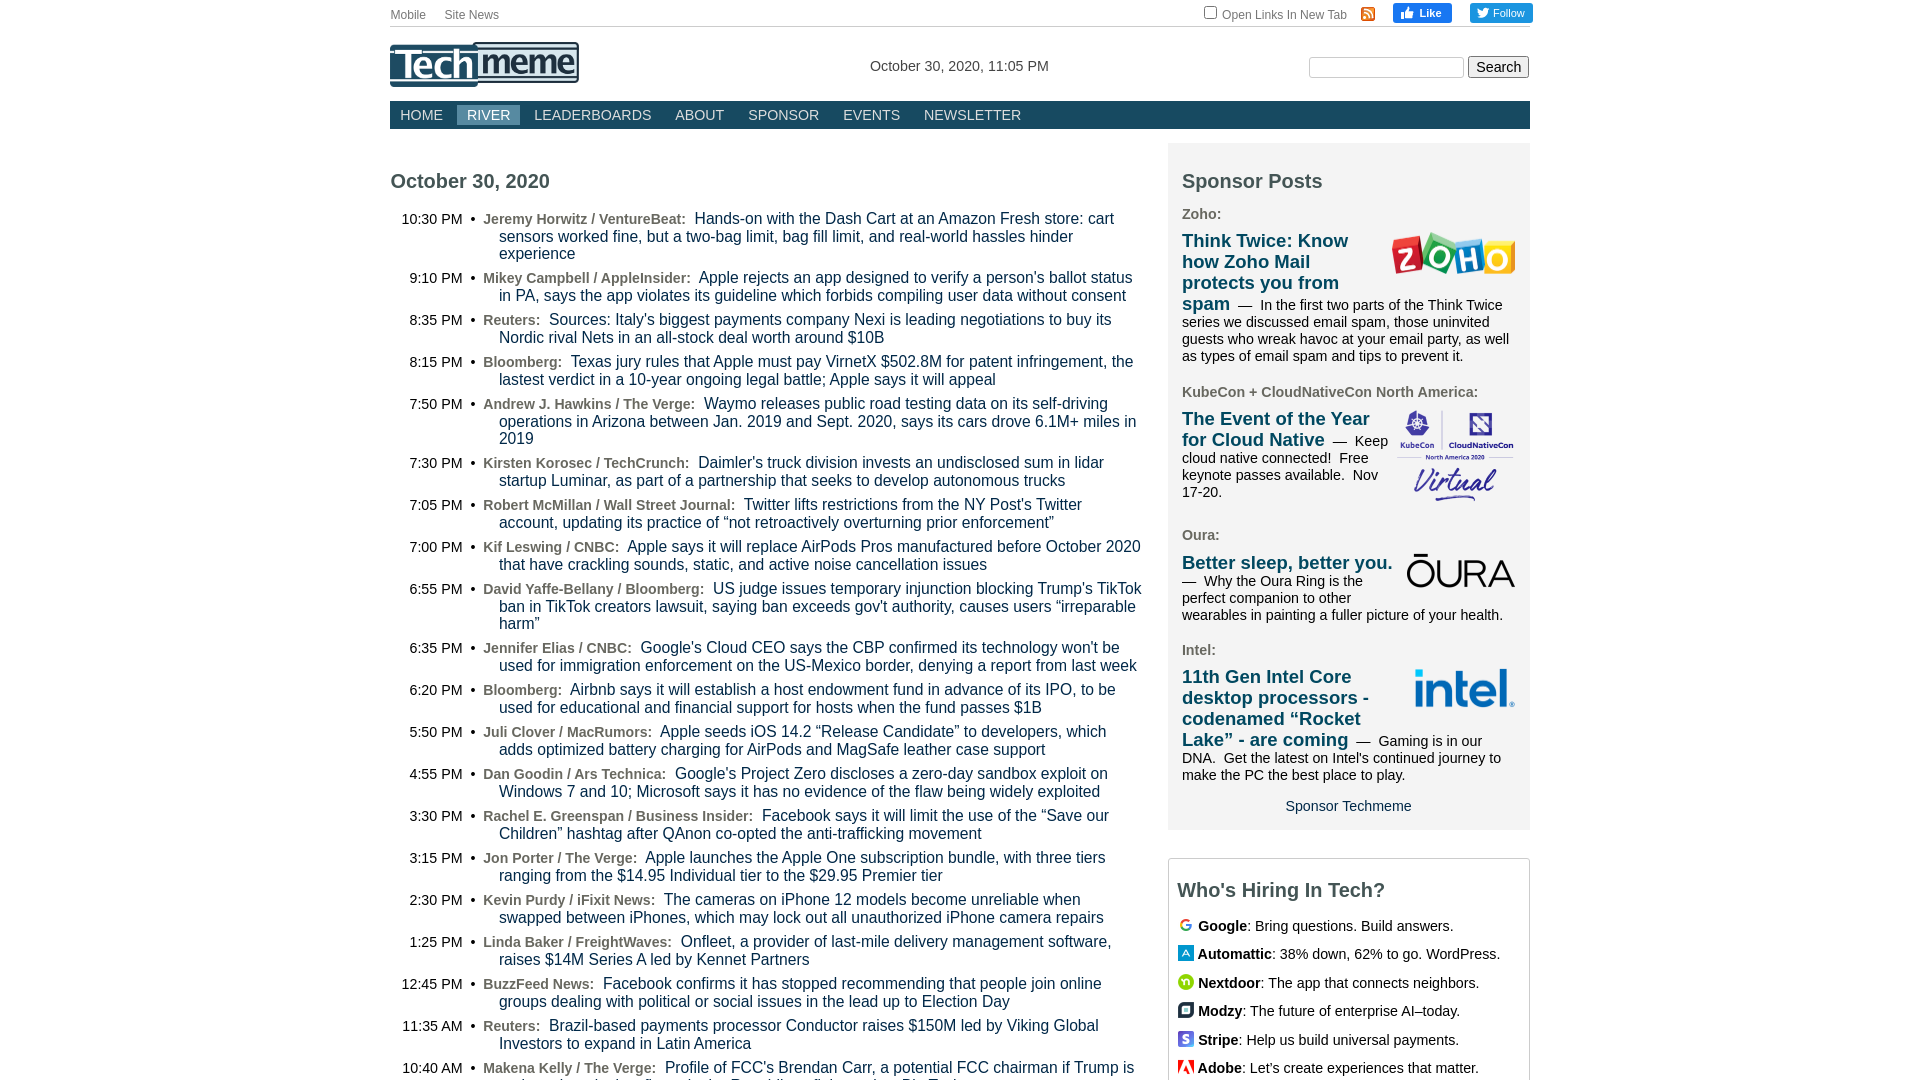 Mobile Site News Open Links In New Tab Like Follow
Techmeme October 30, 2020, 11:05 PM Search
HOME RIVER LEADERBOARDS ABOUT SPONSOR EVENTS NEWSLETTER
October 30, 2020
10:30 PM • Jeremy Horwitz / VentureBeat: Hands-on with the Dash Cart at an Amazon Fresh store: cart
sensors worked fine, but a two-bag limit, bag fill limit, and real-world hassles hinder
experience
9:10 PM • Mikey Campbell / AppleInsider: Apple rejects an app designed to verify a person's ballot status
in PA, says the app violates its guideline which forbids compiling user data without consent
8:35 PM • Reuters: Sources: Italy's biggest payments company Nexi is leading negotiations to buy its
Nordic rival Nets in an all-stock deal worth around $10B
8:15 PM • Bloomberg: Texas jury rules that Apple must pay VirnetX $502.8M for patent infringement, the
lastest verdict in a 10-year ongoing legal battle; Apple says it will appeal
7:50 PM • Andrew J. Hawkins / The Verge: Waymo releases public road testing data on its self-driving
operations in Arizona between Jan. 2019 and Sept. 2020, says its cars drove 6.1M+ miles in
2019
7:30 PM • Kirsten Korosec / TechCrunch: Daimler's truck division invests an undisclosed sum in lidar
startup Luminar, as part of a partnership that seeks to develop autonomous trucks
7:05 PM • Robert McMillan / Wall Street Journal: Twitter lifts restrictions from the NY Post's Twitter
account, updating its practice of “not retroactively overturning prior enforcement”
7:00 PM • Kif Leswing / CNBC: Apple says it will replace AirPods Pros manufactured before October 2020
that have crackling sounds, static, and active noise cancellation issues
6:55 PM • David Yaffe-Bellany / Bloomberg: US judge issues temporary injunction blocking Trump's TikTok
ban in TikTok creators lawsuit, saying ban exceeds gov't authority, causes users “irreparable
harm”
6:35 PM • Jennifer Elias / CNBC: Google's Cloud CEO says the CBP confirmed its technology won't be
used for immigration enforcement on the US-Mexico border, denying a report from last week
6:20 PM • Bloomberg: Airbnb says it will establish a host endowment fund in advance of its IPO, to be
used for educational and financial support for hosts when the fund passes $1B
5:50 PM • Juli Clover / MacRumors: Apple seeds iOS 14.2 “Release Candidate” to developers, which
adds optimized battery charging for AirPods and MagSafe leather case support
4:55 PM • Dan Goodin / Ars Technica: Google's Project Zero discloses a zero-day sandbox exploit on
Windows 7 and 10; Microsoft says it has no evidence of the flaw being widely exploited
3:30 PM • Rachel E. Greenspan / Business Insider: Facebook says it will limit the use of the “Save our
Children” hashtag after QAnon co-opted the anti-trafficking movement
3:15 PM • Jon Porter / The Verge: Apple launches the Apple One subscription bundle, with three tiers
ranging from the $14.95 Individual tier to the $29.95 Premier tier
2:30 PM • Kevin Purdy / iFixit News: The cameras on iPhone 12 models become unreliable when
swapped between iPhones, which may lock out all unauthorized iPhone camera repairs
1:25 PM • Linda Baker / FreightWaves: Onfleet, a provider of last-mile delivery management software,
raises $14M Series A led by Kennet Partners
12:45 PM • BuzzFeed News: Facebook confirms it has stopped recommending that people join online
groups dealing with political or social issues in the lead up to Election Day
11:35 AM • Reuters: Brazil-based payments processor Conductor raises $150M led by Viking Global
Investors to expand in Latin America
10:40 AM • Makena Kelly / The Verge: Profile of FCC's Brendan Carr, a potential FCC chairman if Trump is
Sponsor Posts
Zoho:
Think Twice: Know
how Zoho Mail
protects you from
spam — In the first two parts of the Think Twice
series we discussed email spam, those uninvited
guests who wreak havoc at your email party, as well
as types of email spam and tips to prevent it.
ZOHO
KubeCon + CloudNativeCon North America:
The Event of the Year
for Cloud Native — Keep
cloud native connected! Free
keynote passes available. Nov
17-20.
KubeCon CloudNativeCon
North America 2020
Virtual
Oura:
Better sleep, better you.
— Why the Oura Ring is the
perfect companion to other
wearables in painting a fuller picture of your health.
ŌURA
Intel:
11th Gen Intel Core
desktop processors -
codenamed “Rocket
Lake” - are coming — Gaming is in our
DNA. Get the latest on Intel's continued journey to
make the PC the best place to play.
intel®
Sponsor Techmeme
Who's Hiring In Tech?
Google: Bring questions. Build answers.
Automattic: 38% down, 62% to go. WordPress.
Nextdoor: The app that connects neighbors.
Modzy: The future of enterprise AI–today.
Stripe: Help us build universal payments.
Adobe: Let’s create experiences that matter.